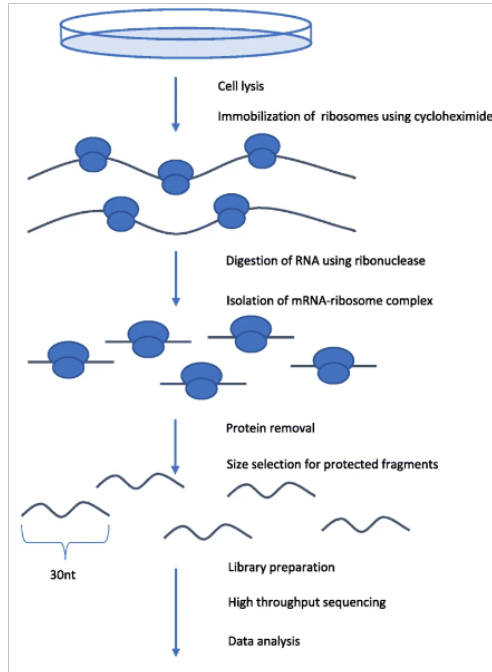 Cell lysis
Immobilization of ribosomes using cycloheximide
Digestion of RNA using ribonuclease
Isolation of mRNA-ribosome complex
Protein removal
Size selection for protected fragments
30nt
Library preparation
High throughput sequencing
Data analysis